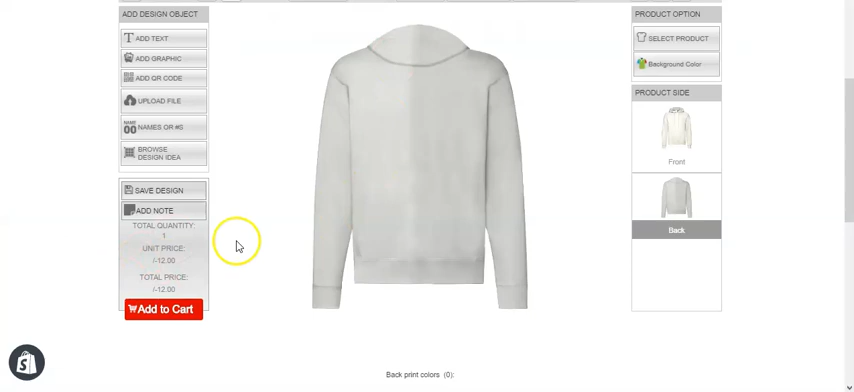 ADD DESIGN OBJECT
ADD TEXT
ADD GRAPHIC
ADD QR CODE
UPLOAD FILE
NAME
00 NAMES OR #S
BROWSE
DESIGN IDEA
SAVE DESIGN
ADD NOTE
TOTAL QUANTITY:
1
UNIT PRICE:
/-12.00
TOTAL PRICE:
/-12.00
Add to Cart
Back print colors (0):
PRODUCT OPTION
SELECT PRODUCT
Background Color
PRODUCT SIDE
Front
Back